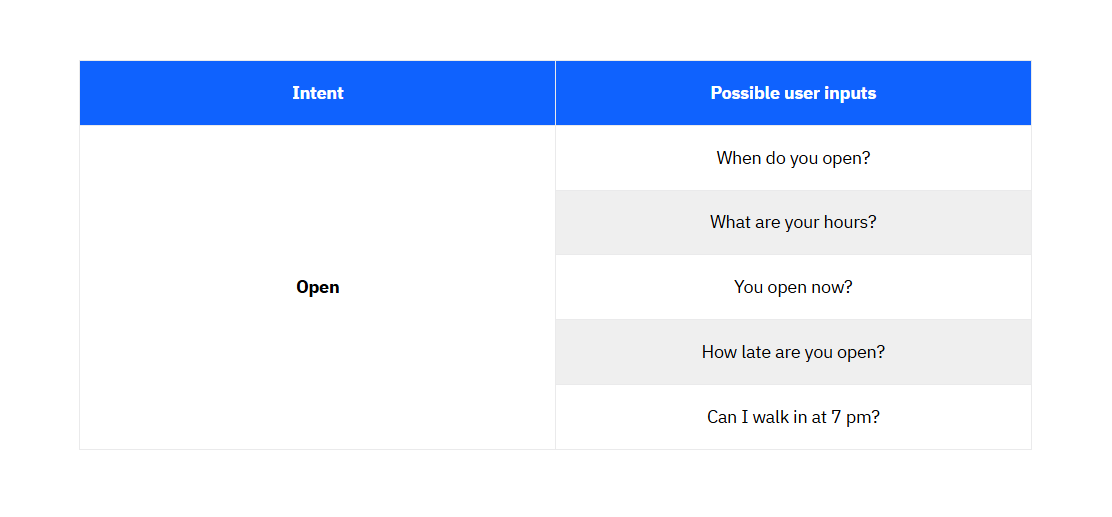 Intent
Possible user inputs
Open
When do you open?
What are your hours?
You open now?
How late are you open?
Can I walk in at 7 pm?